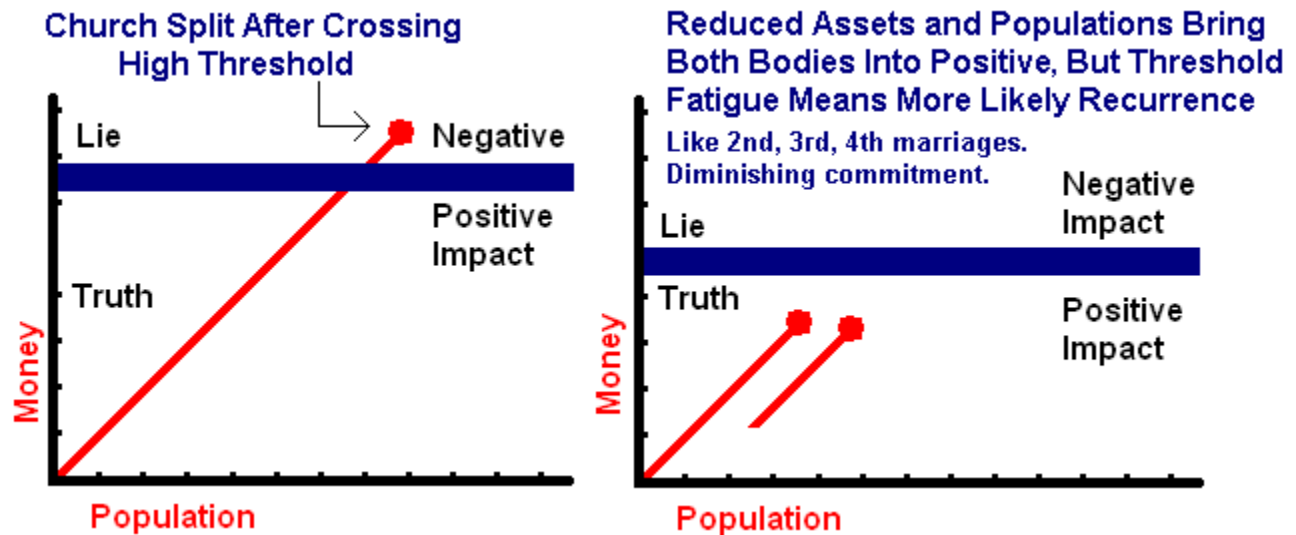 Church Split After Crossing
High Threshold
Lie
Negative
Positive
Impact
Truth
Money
Population
Reduced Assets and Populations Bring
Both Bodies Into Positive, But Threshold
Fatigue Means More Likely Recurrence
Like 2nd, 3rd, 4th marriages.
Diminishing commitment.
Negative
Impact
Lie
Truth
Positive
Impact
Money
Population